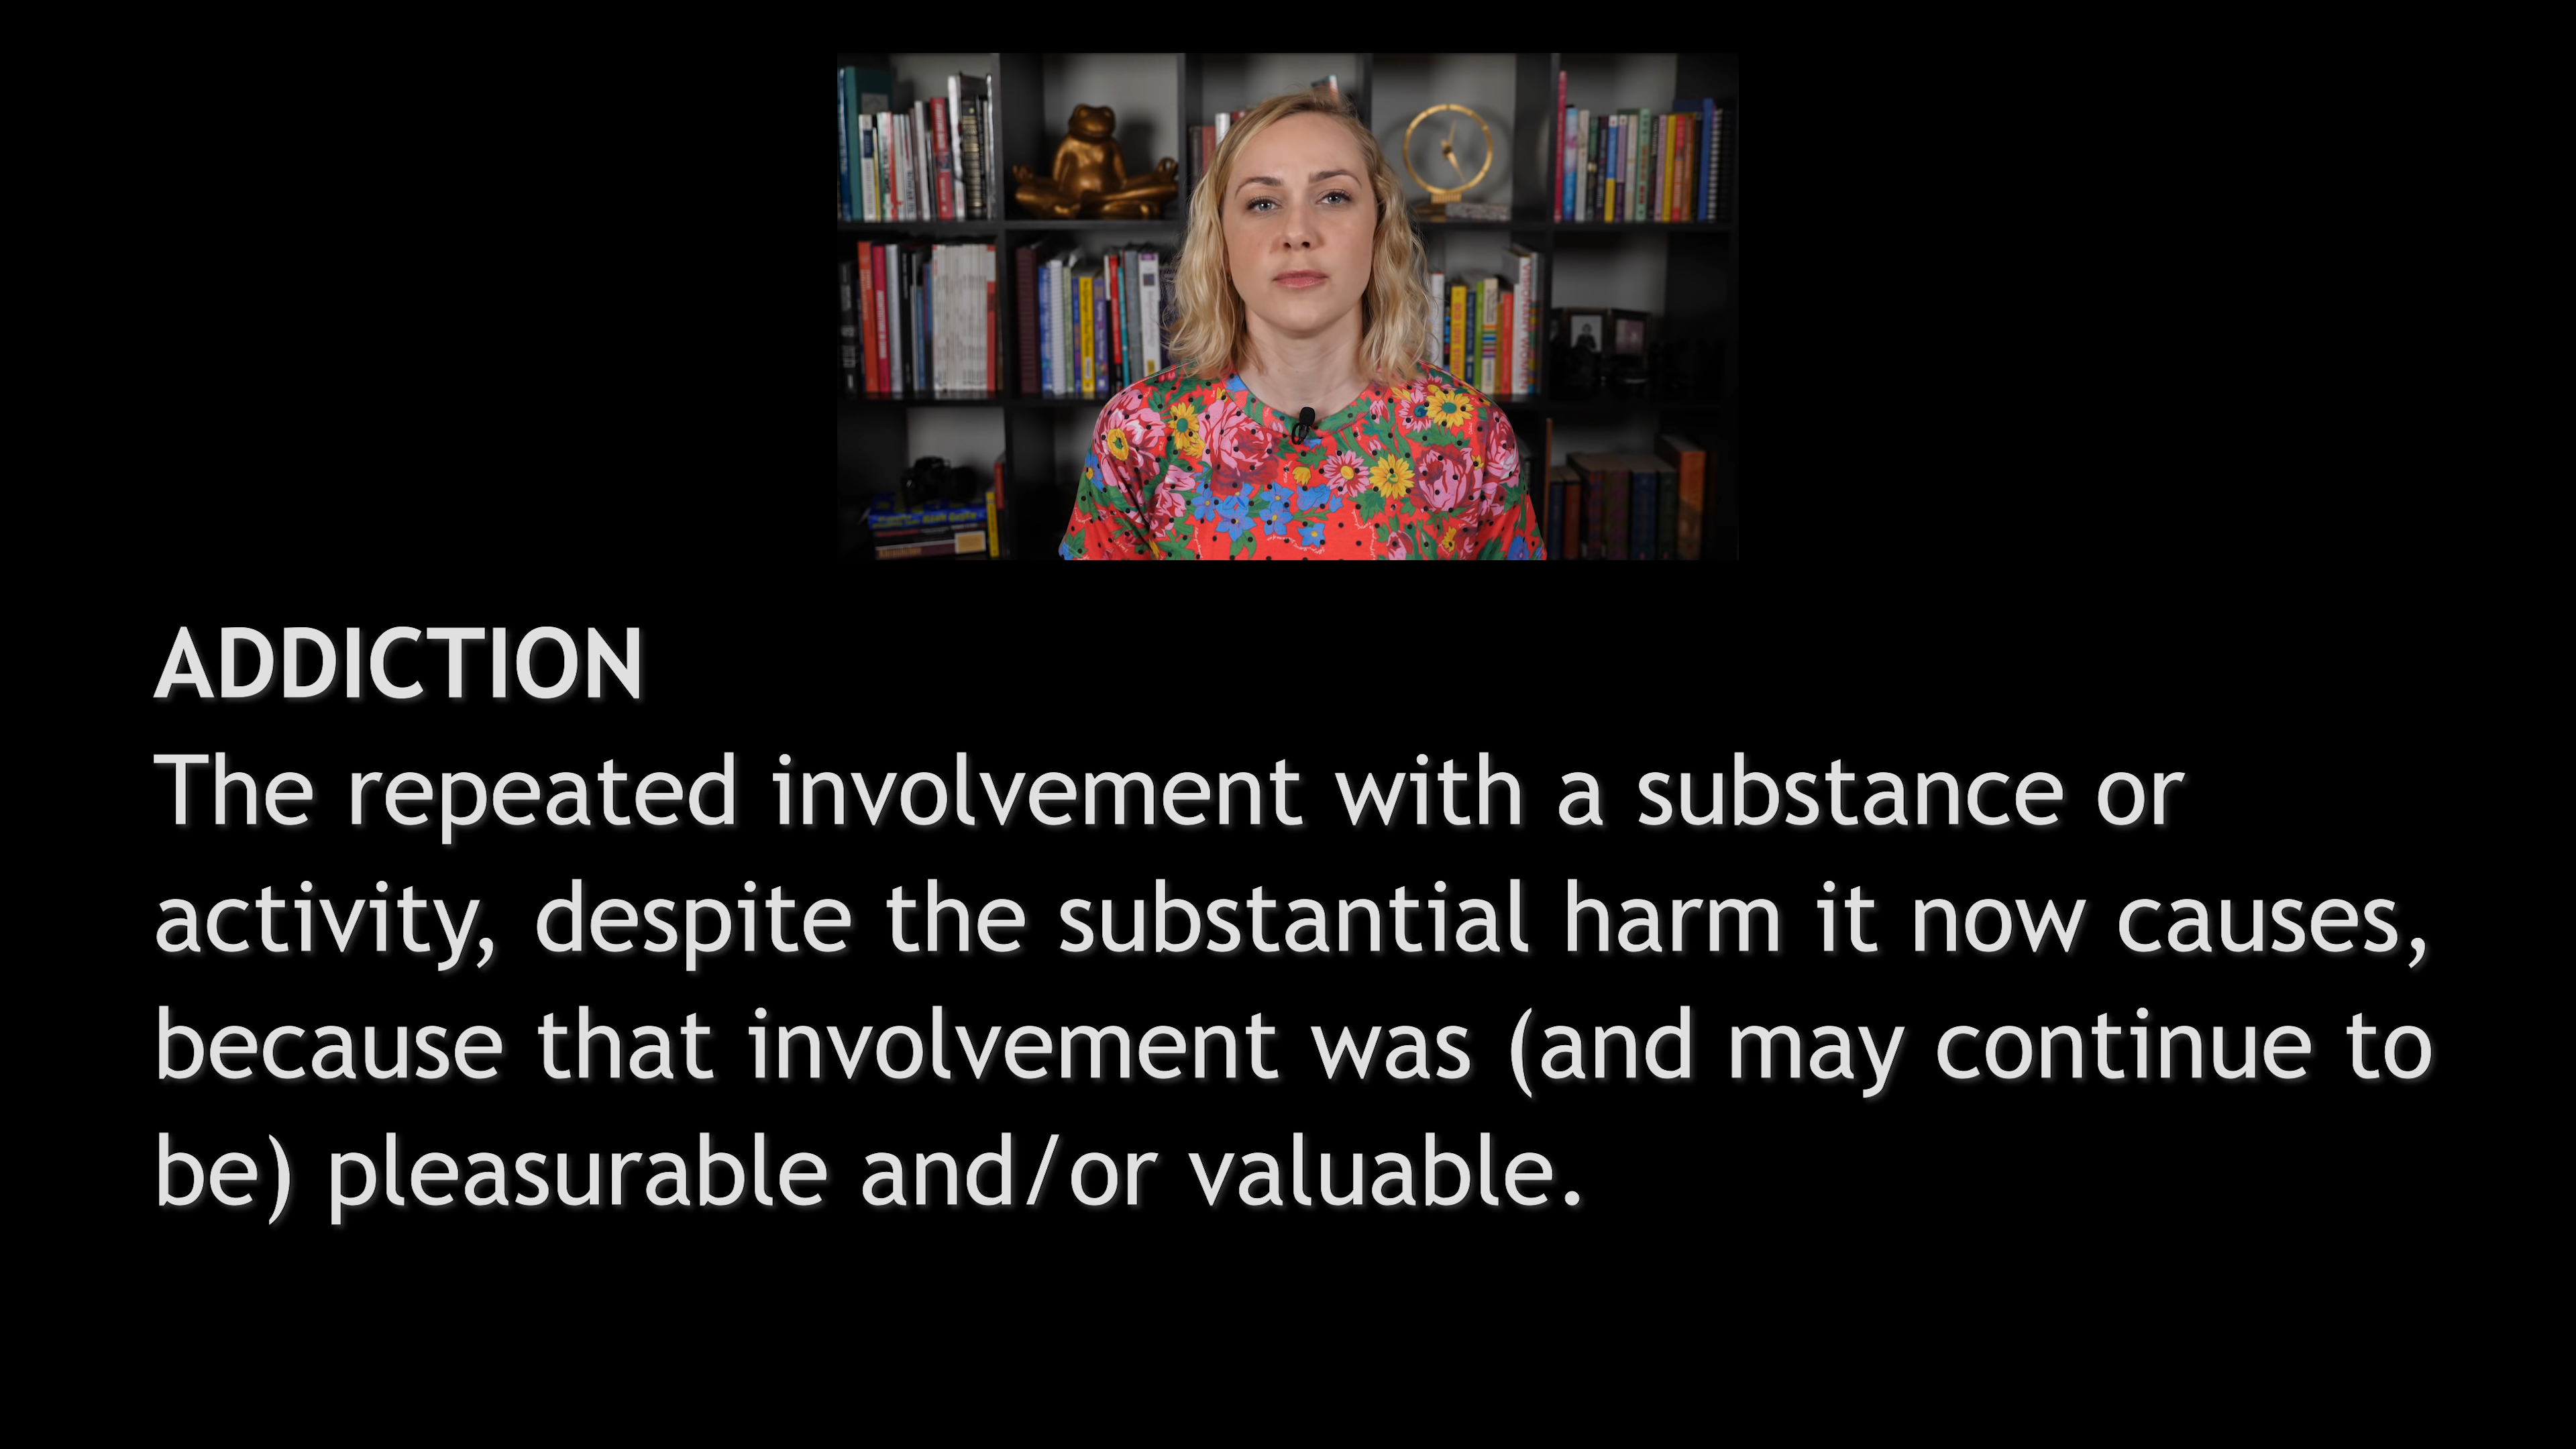 ADDICTION
The repeated involvement with a substance or
activity, despite the substantial harm it now causes,
because that involvement was (and may continue to
be) pleasurable and/or valuable.